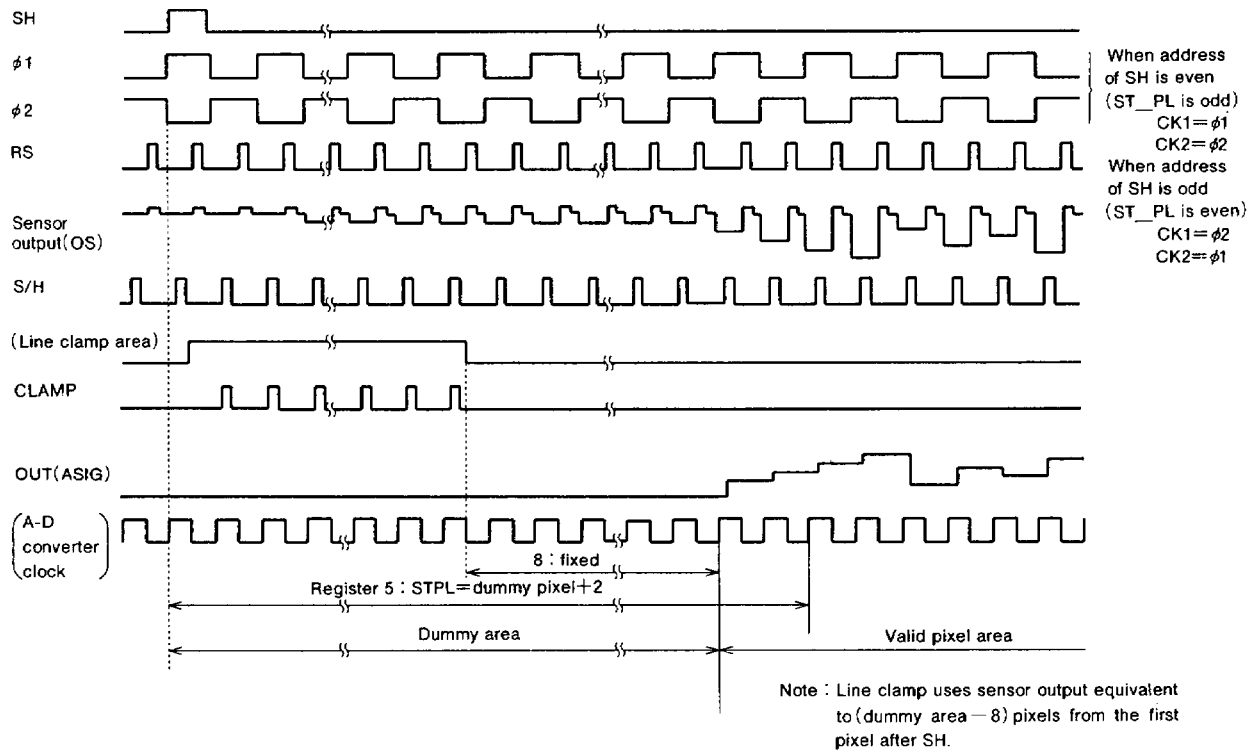 SH
φ1
φ2
RS
Sensor
output(OS)
S/H
(Line clamp area)
CLAMP
OUT(ASIG)
A-D
converter
clock
When address
of SH is even
(ST__PL is odd)
CK1=φ1
CK2=φ2
When address
of SH is odd
(ST__PL is even)
CK1=φ2
CK2=φ1
8 : fixed
Register 5 : STPL=dummy pixel+2
Dummy area
Valid pixel area
Note : Line clamp uses sensor output equivalent
to(dummy area − 8) pixels from the first
pixel after SH.